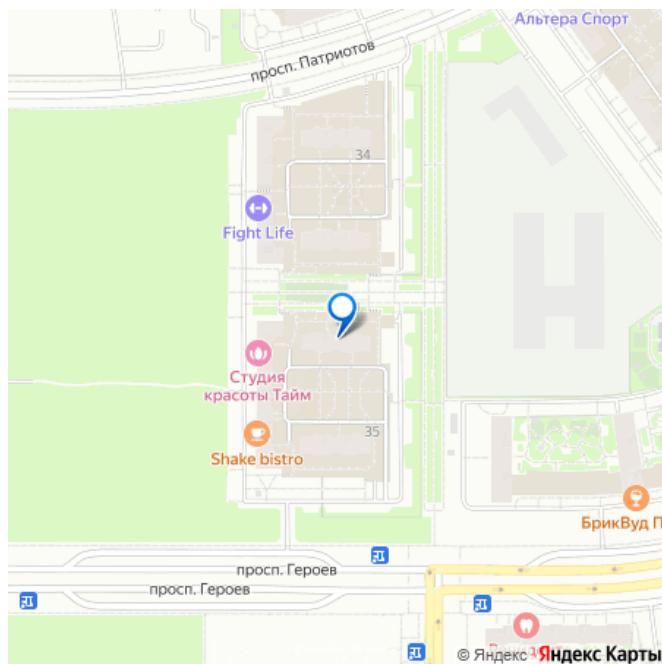 Альтера Спорт
просп. Патриотов
34
Fight Life
Студия
красоты Тайм
35
Shake bistro
БрикВуд П
просп. Героев
просп. Героев
© Яндекс Яндекс Карты